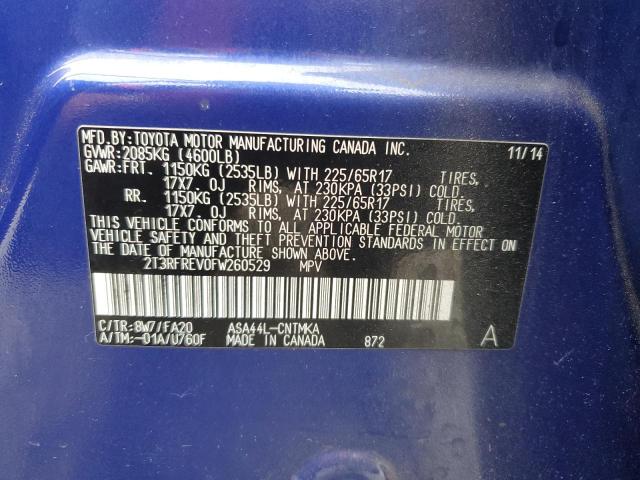 MFD.BY:TOYOTA MOTOR MANUFACTURING CANADA INC. 11/14
GVWR:2085KG (4600LB)
GAWR:FRT. 1150KG (2535LB) WITH 225/65R17 TIRES,
17X7.0J RIMS, AT 230KPA (33PSI) COLD.
RR. 1150KG (2535LB) WITH 225/65R17 TIRES,
17X7.0J RIMS, AT 230KPA (33PSI) COLD.
THIS VEHICLE CONFORMS TO ALL APPLICABLE FEDERAL MOTOR
VEHICLE SAFETY AND THEFT PREVENTION STANDARDS IN EFFECT
ON THE DATE OF MANUFACTURE SHOWN ABOVE.
2T3RFREV0FW260529 MPV
C/TR:8W7/FA20 ASA44L-CNTMKA
A/TM:-01A/U760F MADE IN CANADA 872 A